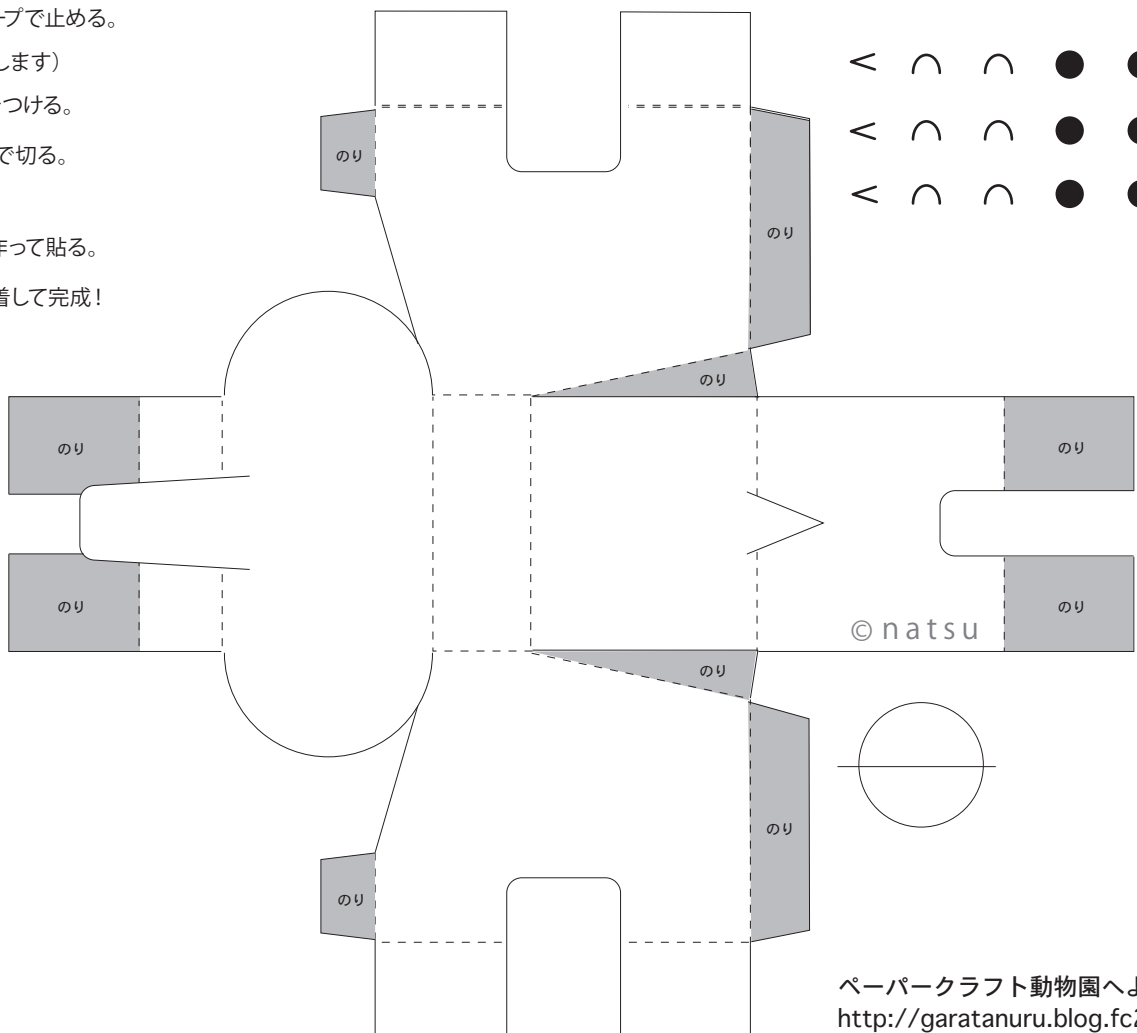 プで止める。
します）
つける。
で切る。
作って貼る。
着して完成！
のり
のり
のり
のり
のり
のり
のり
のり
© natsu
のり
のり
のり
ペーパークラフト動物園へよ
http://garatanuru.blog.fc2